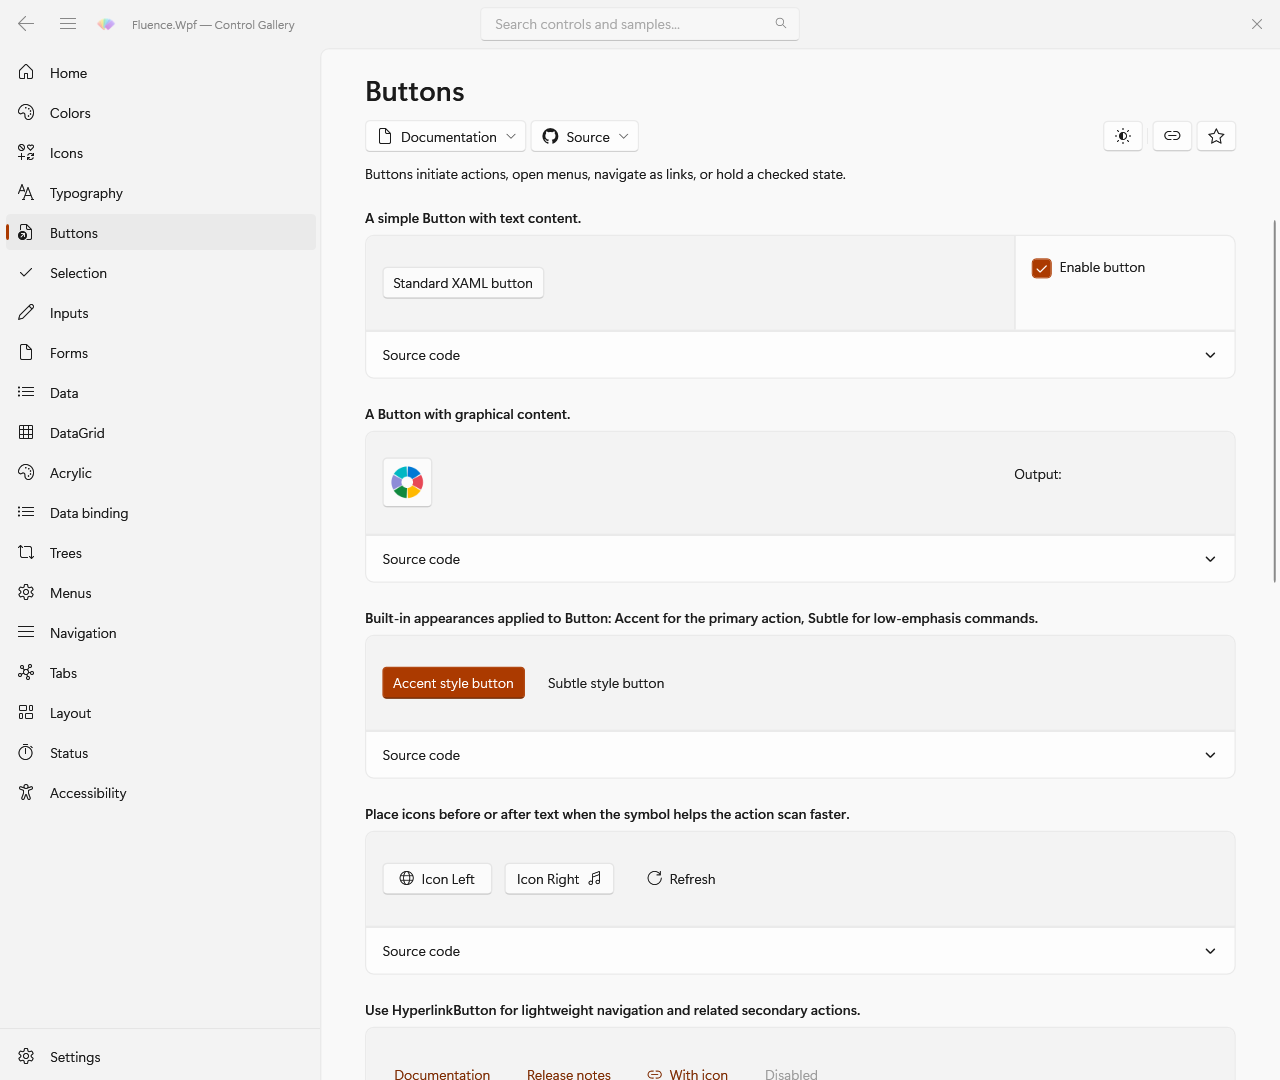 Fluence.Wpf — Control Gallery
Search controls and samples...
Home
Colors
Icons
Typography
Buttons
Selection
Inputs
Forms
Data
DataGrid
Acrylic
Data binding
Trees
Menus
Navigation
Tabs
Layout
Status
Accessibility
Settings
Buttons
Documentation
Source
Buttons initiate actions, open menus, navigate as links, or hold a checked state.
A simple Button with text content.
Standard XAML button
Enable button
Source code
A Button with graphical content.
Output:
Source code
Built-in appearances applied to Button: Accent for the primary action, Subtle for low-emphasis commands.
Accent style button
Subtle style button
Source code
Place icons before or after text when the symbol helps the action scan faster.
Icon Left
Icon Right
Refresh
Source code
Use HyperlinkButton for lightweight navigation and related secondary actions.
Documentation
Release notes
With icon
Disabled